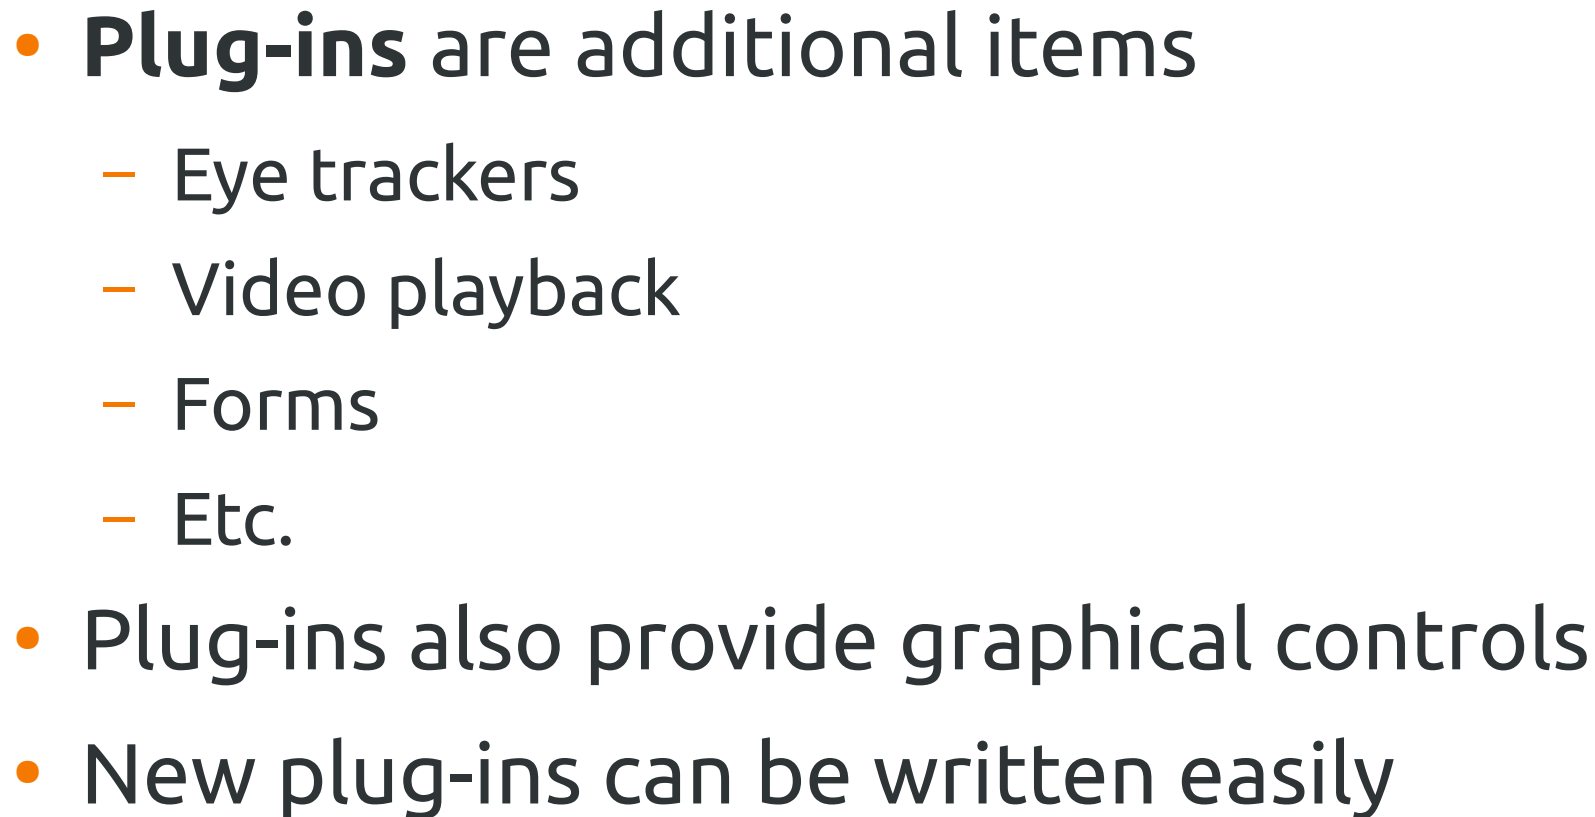 • Plug-ins are additional items
– Eye trackers
– Video playback
– Forms
– Etc.
• Plug-ins also provide graphical controls
• New plug-ins can be written easily